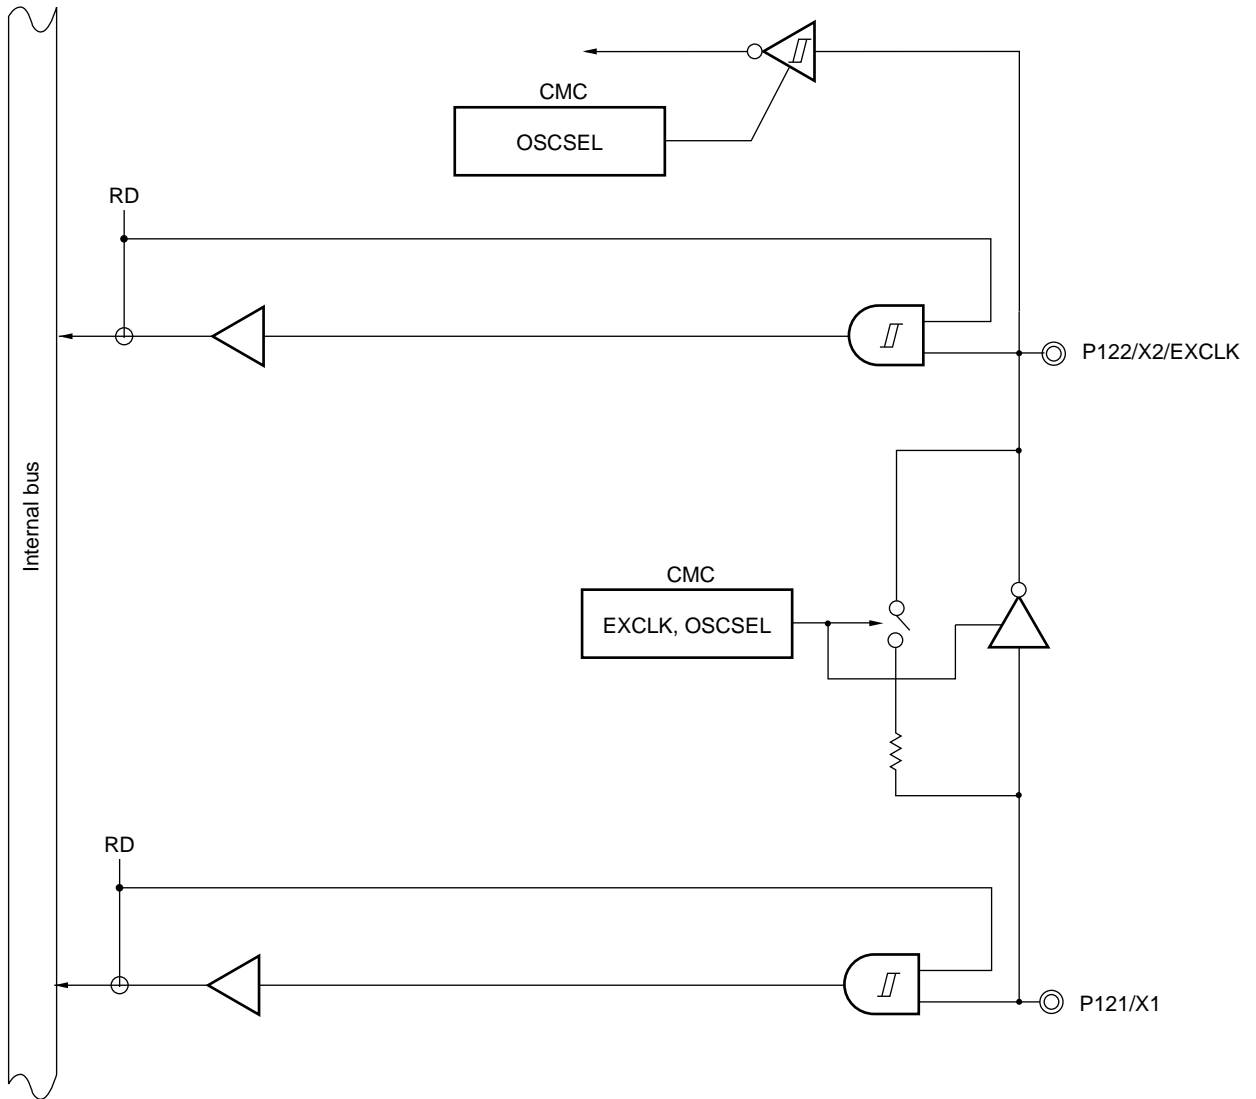 CMC
OSCSEL
RD
P122/X2/EXCLK
Internal bus
CMC
EXCLK, OSCSEL
RD
P121/X1